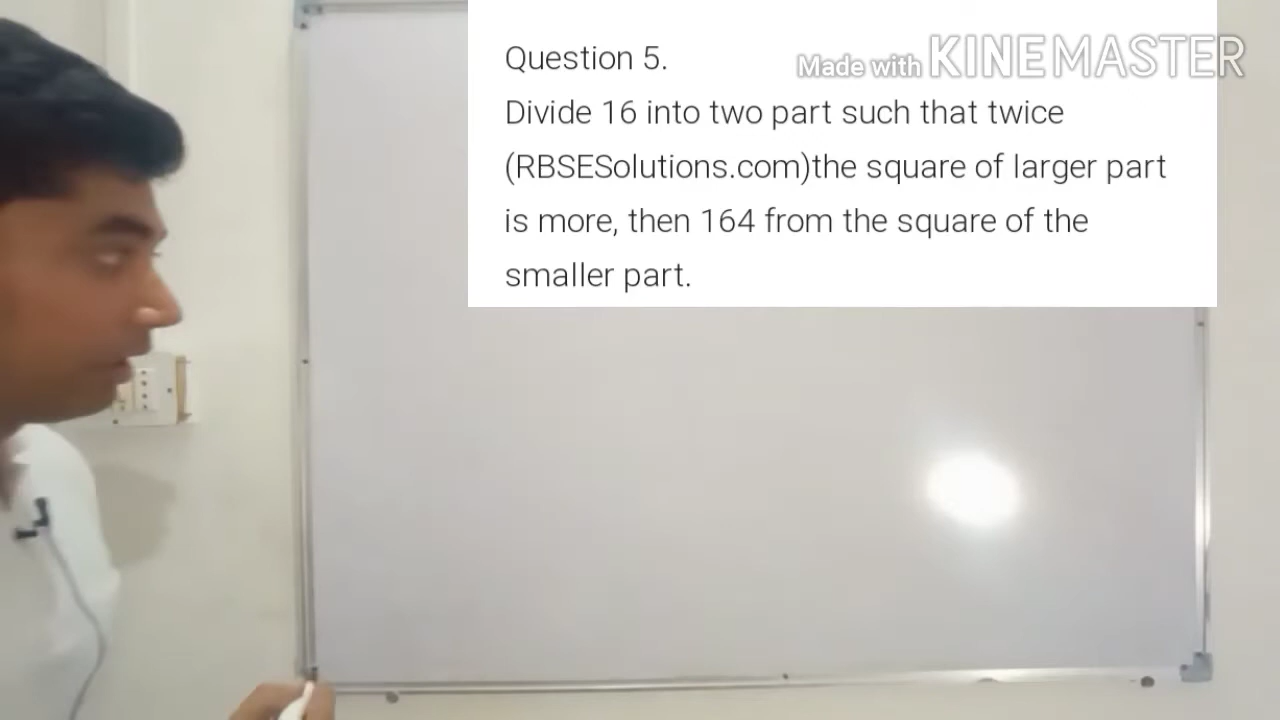 Question 5.
Made with KINEMASTER
Divide 16 into two part such that twice
(RBSESolutions.com)the square of larger part
is more, then 164 from the square of the
smaller part.